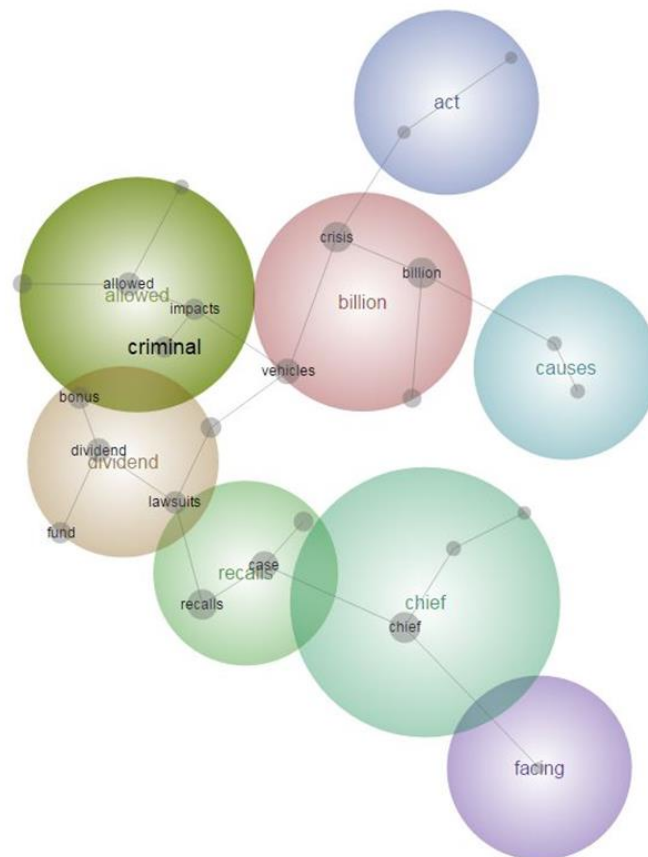 act
crisis
billion
allowed
allowed
billion
impacts
criminal
causes
vehicles
bonus
dividend
dividend
lawsuits
fund
case
recalls
recalls
chief
chief
facing